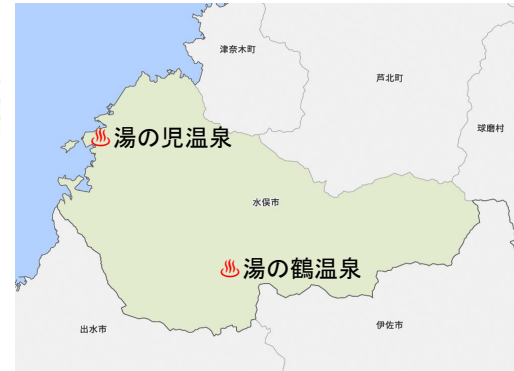 津奈木町
芦北町
球磨村
湯の児温泉
水俣市
湯の鶴温泉
出水市
伊佐市